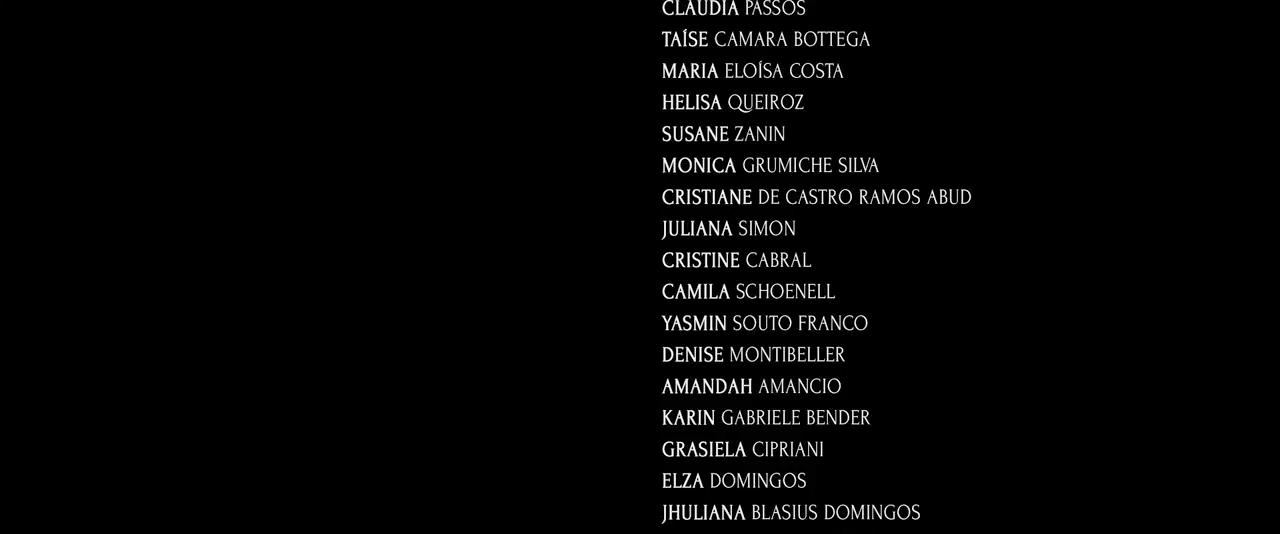 CLAUDIA PASSOS
TAÍSE CAMARA BOTTEGA
MARIA ELOÍSA COSTA
HELISA QUEIROZ
SUSANE ZANIN
MONICA GRUMICHE SILVA
CRISTIANE DE CASTRO RAMOS ABUD
JULIANA SIMON
CRISTINE CABRAL
CAMILA SCHOENELL
YASMIN SOUTO FRANCO
DENISE MONTIBELLER
AMANDAH AMANCIO
KARIN GABRIELE BENDER
GRASIELA CIPRIANI
ELZA DOMINGOS
JHULIANA BLASIUS DOMINGOS